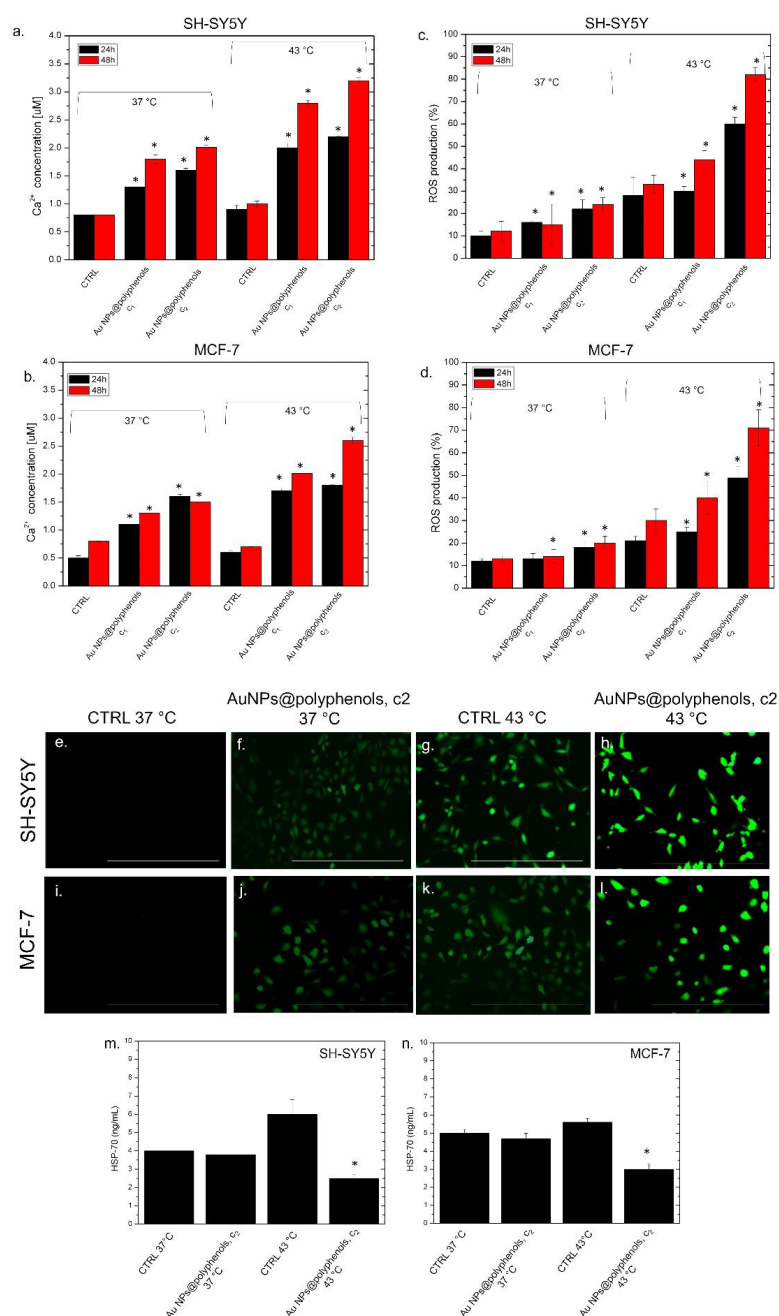 SH-SY5Y
a.
24h
48h
37 °C
43 °C
Ca2+ concentration [uM]
4.0
3.5
3.0
2.5
2.0
1.5
1.0
0.5
0.0
* * * *
* * * *
CTRL
Au NPs@polyphenols
c1
Au NPs@polyphenols
c2
CTRL
Au NPs@polyphenols
c1
Au NPs@polyphenols
c2
SH-SY5Y
c.
24h
48h
37 °C
43 °C
ROS production (%)
100
90
80
70
60
50
40
30
20
10
0
* * * *
* * * *
CTRL
Au NPs@polyphenols
c1
Au NPs@polyphenols
c2
CTRL
Au NPs@polyphenols
c1
Au NPs@polyphenols
c2
MCF-7
b.
24h
48h
37 °C
43 °C
Ca2+ concentration [uM]
4.0
3.5
3.0
2.5
2.0
1.5
1.0
0.5
0.0
* * * *
* * * *
CTRL
Au NPs@polyphenols
c1
Au NPs@polyphenols
c2
CTRL
Au NPs@polyphenols
c1
Au NPs@polyphenols
c2
MCF-7
d.
24h
48h
37 °C
43 °C
ROS production (%)
100
90
80
70
60
50
40
30
20
10
0
* * *
* * * *
CTRL
Au NPs@polyphenols
c1
Au NPs@polyphenols
c2
CTRL
Au NPs@polyphenols
c1
Au NPs@polyphenols
c2
CTRL 37 °C
AuNPs@polyphenols, c2
37 °C
CTRL 43 °C
AuNPs@polyphenols, c2
43 °C
SH-SY5Y
e.
f.
g.
h.
MCF-7
i.
j.
k.
l.
m.
SH-SY5Y
HSP-70 (ng/mL)
10
9
8
7
6
5
4
3
2
1
0
*
CTRL 37°C
Au NPs@polyphenols, c2
37 °C
CTRL 43 °C
Au NPs@polyphenols, c2
43 °C
n.
MCF-7
HSP-70 (ng/mL)
10
9
8
7
6
5
4
3
2
1
0
*
CTRL 37 °C
Au NPs@polyphenols, c2
37 °C
CTRL 43°C
Au NPs@polyphenols, c2
43 °C